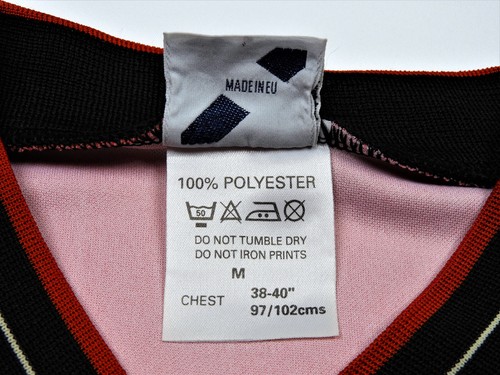 MADE IN EU
100% POLYESTER
50
DO NOT TUMBLE DRY
DO NOT IRON PRINTS
M
CHEST 38-40"
97/102cms